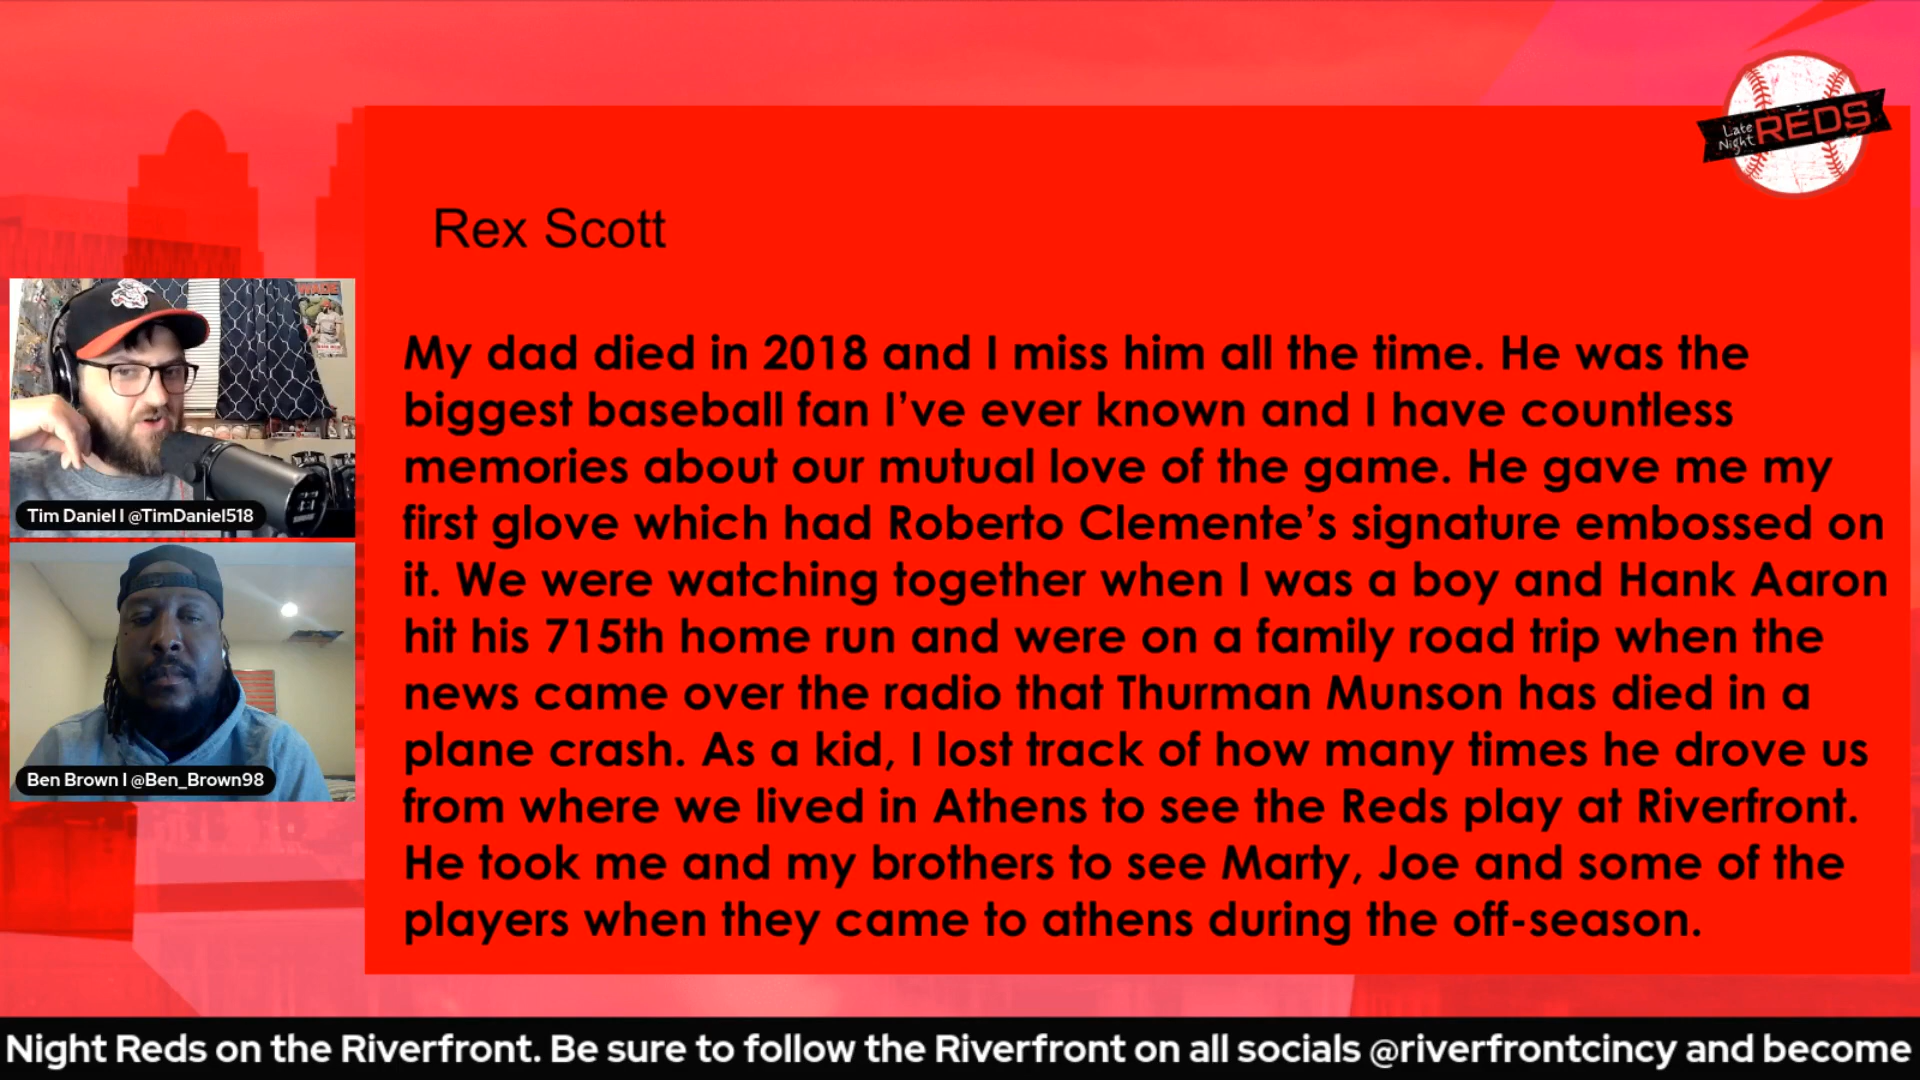 Late
Night REDS
Rex Scott
My dad died in 2018 and I miss him all the time. He was the
biggest baseball fan I’ve ever known and I have countless
memories about our mutual love of the game. He gave me my
first glove which had Roberto Clemente’s signature embossed on
it. We were watching together when I was a boy and Hank Aaron
hit his 715th home run and were on a family road trip when the
news came over the radio that Thurman Munson has died in a
plane crash. As a kid, I lost track of how many times he drove us
from where we lived in Athens to see the Reds play at Riverfront.
He took me and my brothers to see Marty, Joe and some of the
players when they came to athens during the off-season.
WADE
Tim Daniel I @TimDaniel518
Ben Brown I @Ben_Brown98
Night Reds on the Riverfront. Be sure to follow the Riverfront on all socials @riverfrontcincy and become